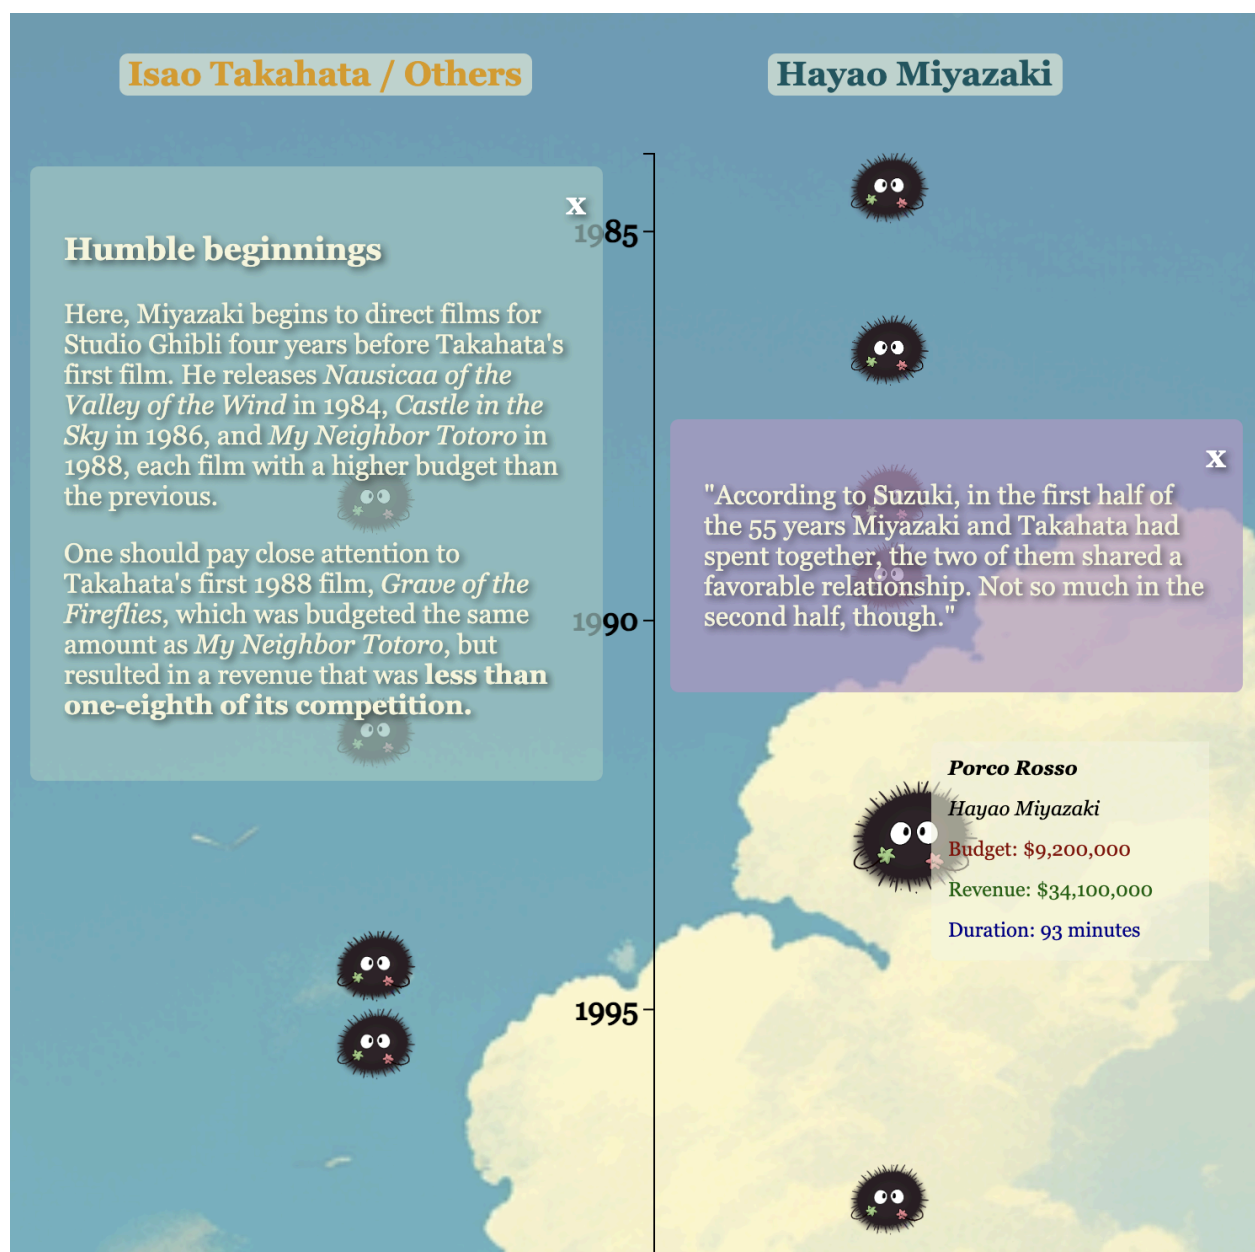 Isao Takahata / Others
Hayao Miyazaki
x
1985
Humble beginnings
Here, Miyazaki begins to direct films for
Studio Ghibli four years before Takahata's
first film. He releases Nausicaa of the
Valley of the Wind in 1984, Castle in the
Sky in 1986, and My Neighbor Totoro in
1988, each film with a higher budget than
the previous.
One should pay close attention to
Takahata's first 1988 film, Grave of the
Fireflies, which was budgeted the same
amount as My Neighbor Totoro, but
resulted in a revenue that was less than
one-eighth of its competition.
x
"According to Suzuki, in the first half of
the 55 years Miyazaki and Takahata had
spent together, the two of them shared a
favorable relationship. Not so much in the
second half, though."
1990
Porco Rosso
Hayao Miyazaki
Budget: $9,200,000
Revenue: $34,100,000
Duration: 93 minutes
1995